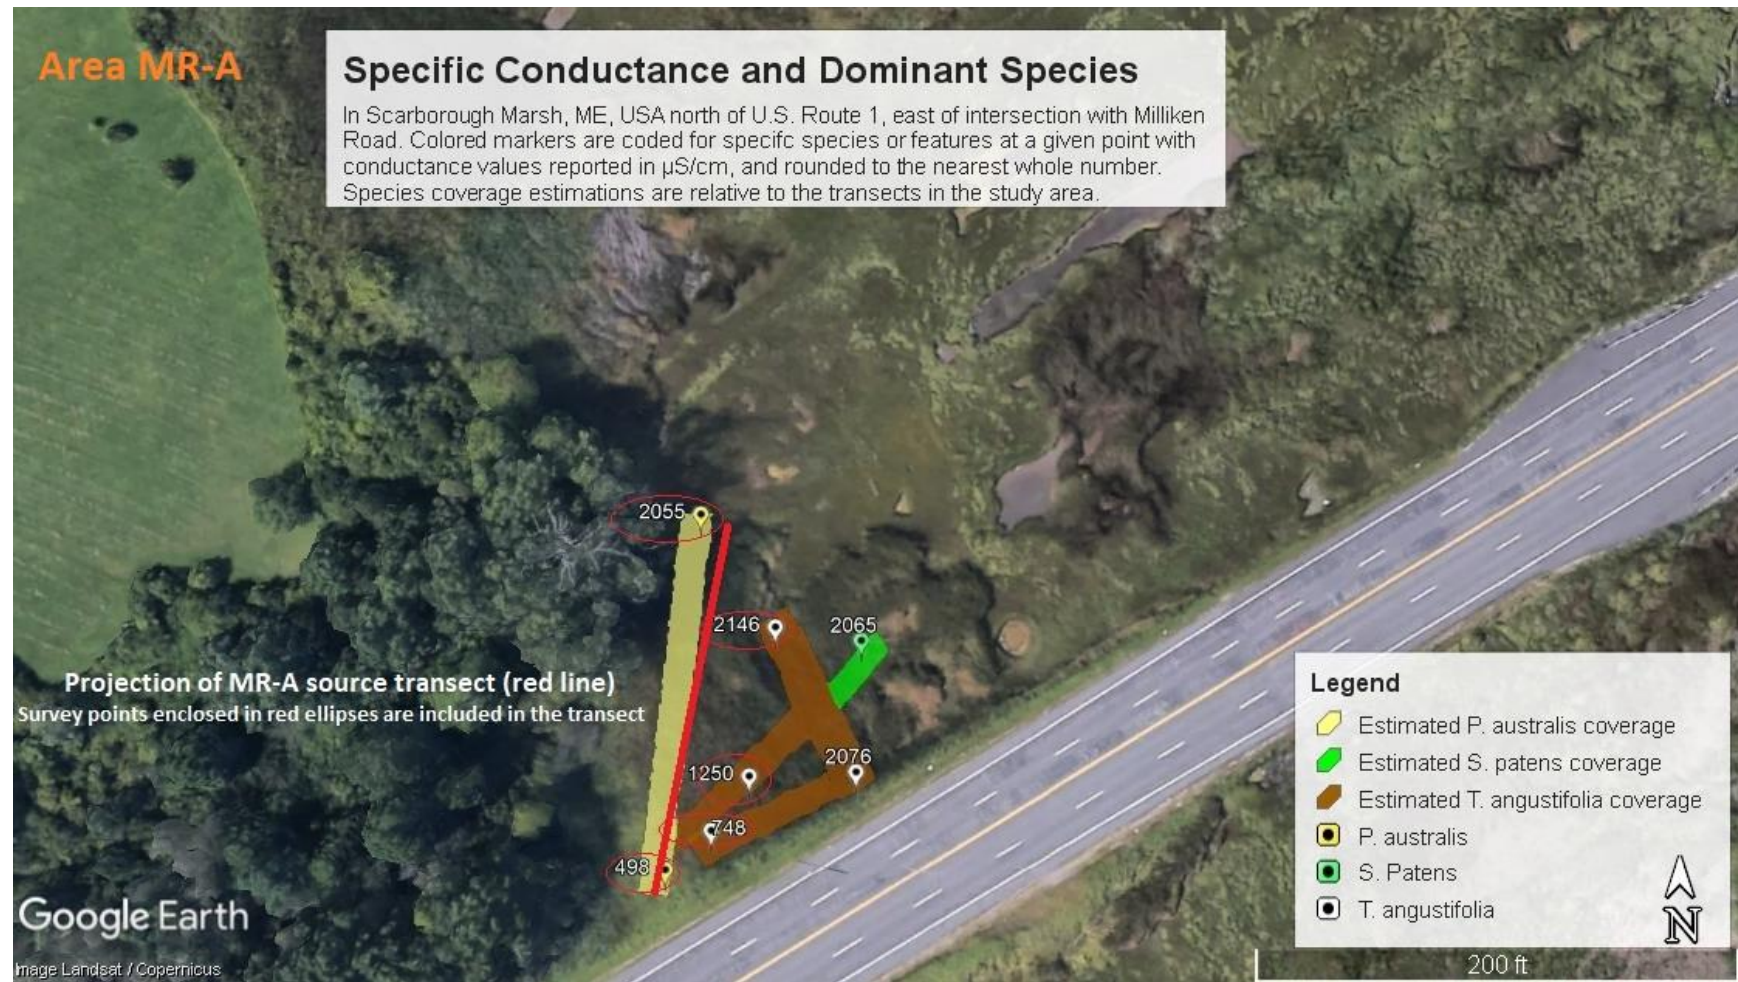 Area MR-A
Specific Conductance and Dominant Species
In Scarborough Marsh, ME, USA north of U.S. Route 1, east of intersection with Milliken
Road. Colored markers are coded for specifc species or features at a given point with
conductance values reported in µS/cm, and rounded to the nearest whole number.
Species coverage estimations are relative to the transects in the study area.
2055
2146
2065
Projection of MR-A source transect (red line)
Survey points enclosed in red ellipses are included in the transect
1250
2076
748
498
Legend
Estimated P. australis coverage
Estimated S. patens coverage
Estimated T. angustifolia coverage
P. australis
S. Patens
T. angustifolia
N
200 ft
Google Earth
Image Landsat / Copernicus